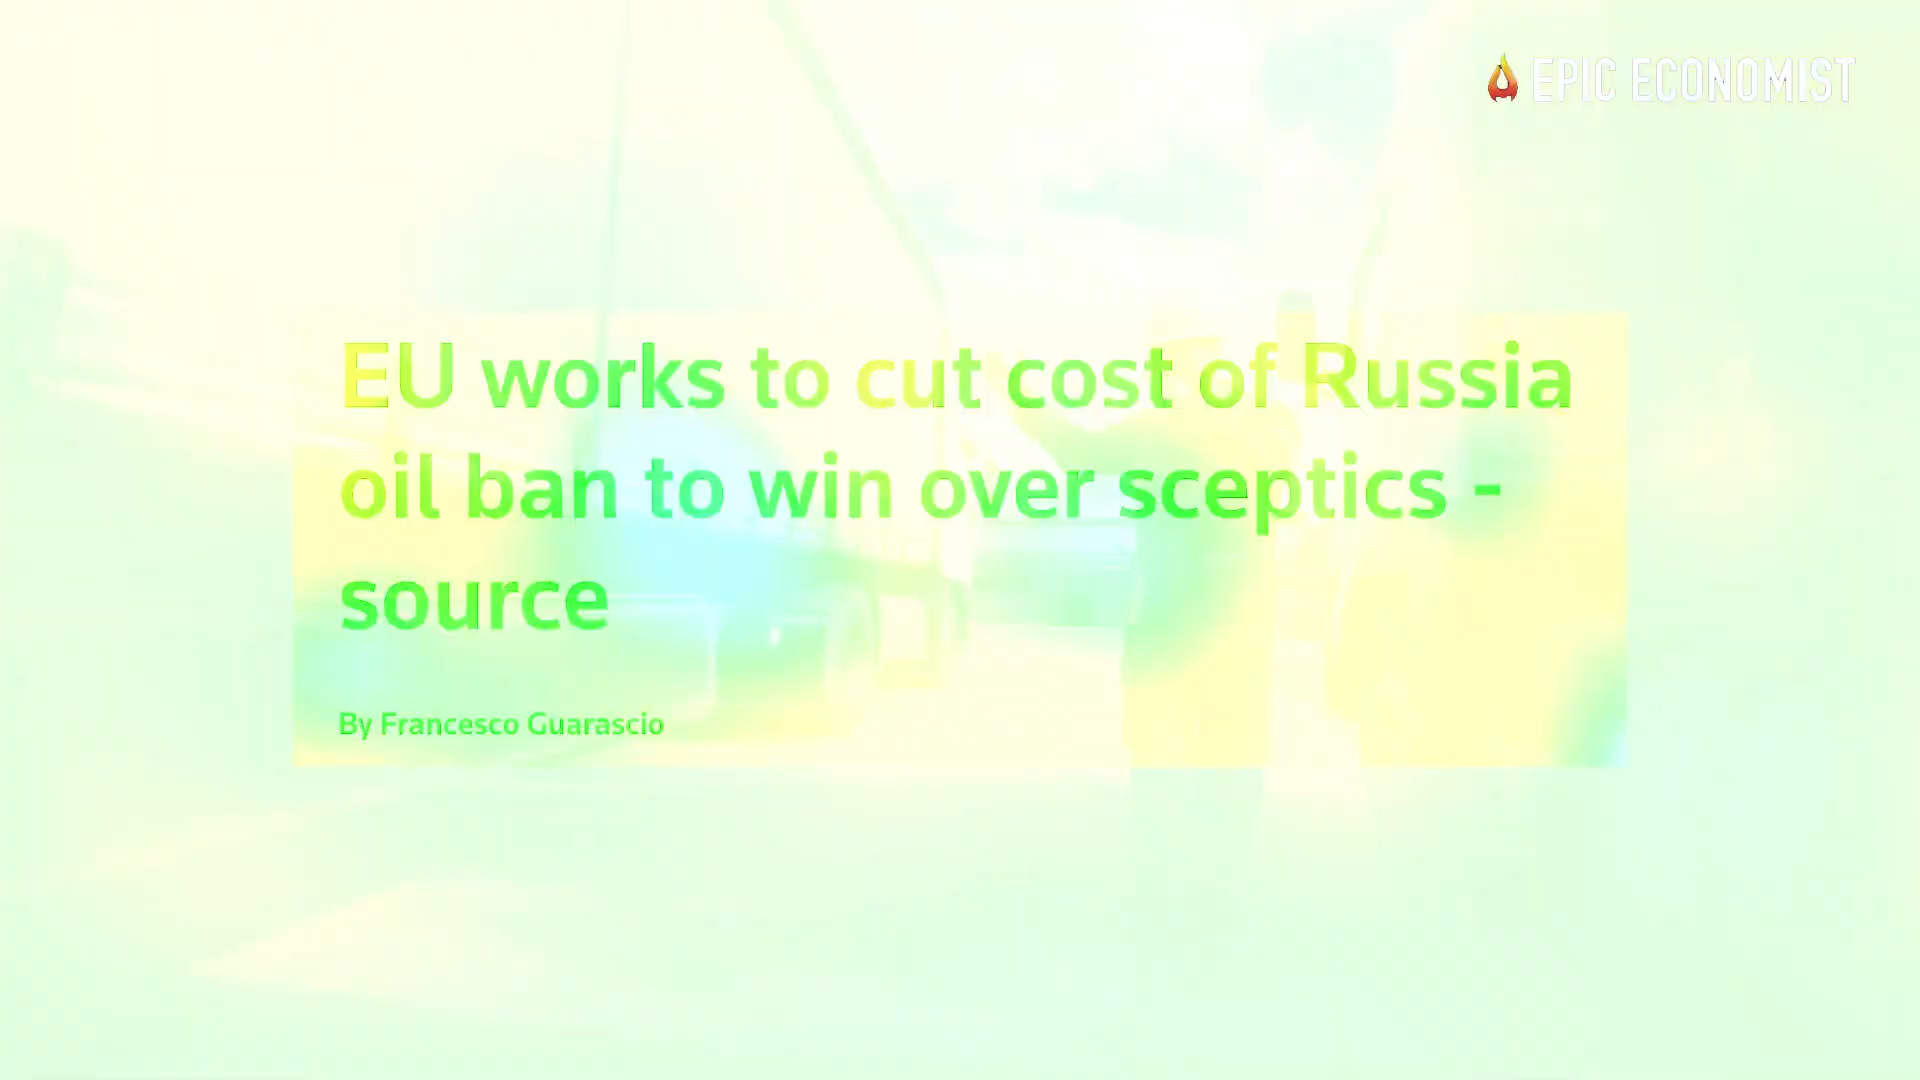 EPIC ECONOMIST
EU works to cut cost of Russia
oil ban to win over sceptics -
source
By Francesco Guarascio